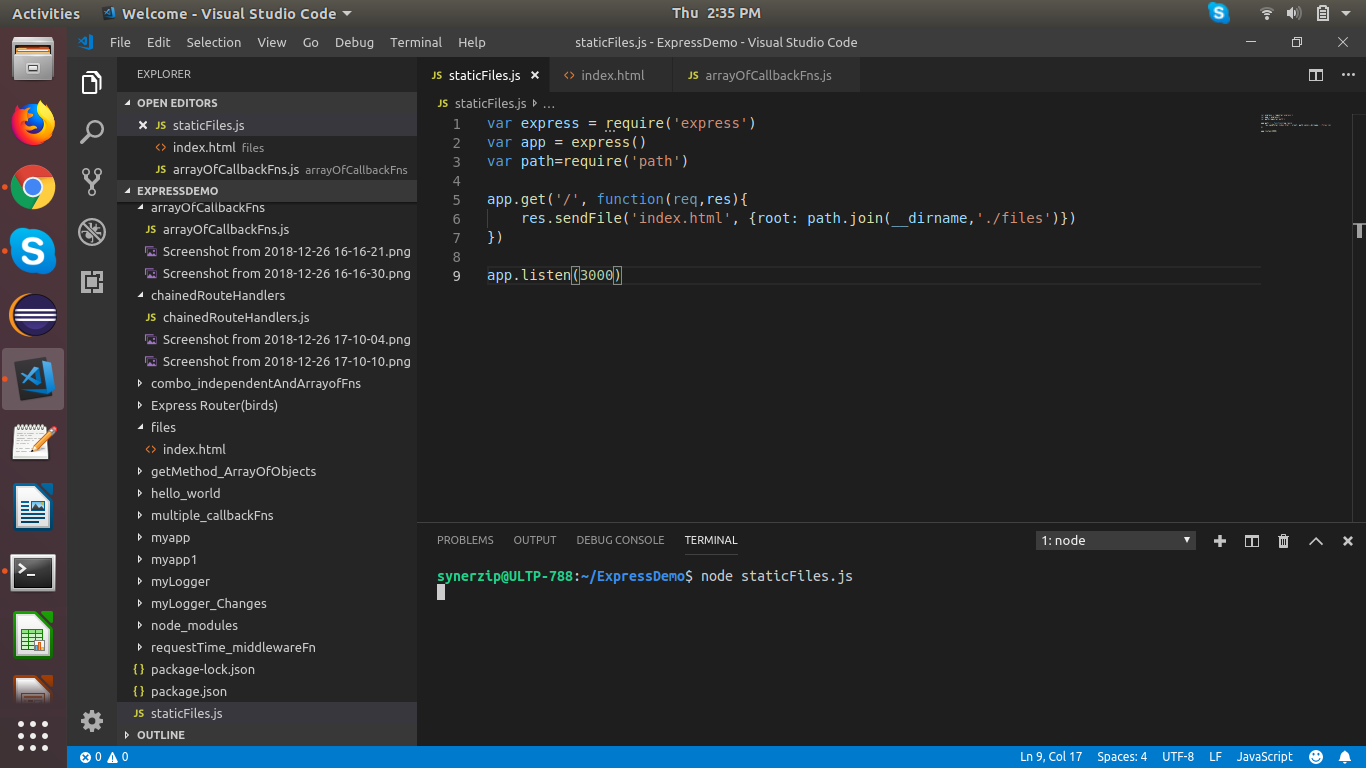 Activities
Welcome - Visual Studio Code
Thu 2:35 PM
File Edit Selection View Go Debug Terminal Help
staticFiles.js - ExpressDemo - Visual Studio Code
EXPLORER
OPEN EDITORS
staticFiles.js
index.html files
arrayOfCallbackFns.js arrayOfCallbackFns
EXPRESSDEMO
arrayOfCallbackFns
JS arrayOfCallbackFns.js
Screenshot from 2018-12-26 16-16-21.png
Screenshot from 2018-12-26 16-16-30.png
chainedRouteHandlers
JS chainedRouteHandlers.js
Screenshot from 2018-12-26 17-10-04.png
Screenshot from 2018-12-26 17-10-10.png
combo_independentAndArrayofFns
Express Router(birds)
files
index.html
getMethod_ArrayOfObjects
hello_world
multiple_callbackFns
myapp
myapp1
myLogger
myLogger_Changes
node_modules
requestTime_middlewareFn
package-lock.json
package.json
JS staticFiles.js
OUTLINE
JS staticFiles.js
index.html
JS arrayOfCallbackFns.js
JS staticFiles.js ...
1 var express = require('express')
2 var app = express()
3 var path=require('path')
4
5 app.get('/', function(req,res){
6 res.sendFile('index.html', {root: path.join(__dirname,'./files')})
7 })
8
9 app.listen(3000)
PROBLEMS OUTPUT DEBUG CONSOLE TERMINAL
1: node
synerzip@ULTP-788:~/ExpressDemo$ node staticFiles.js
0 0
Ln 9, Col 17 Spaces: 4 UTF-8 LF JavaScript